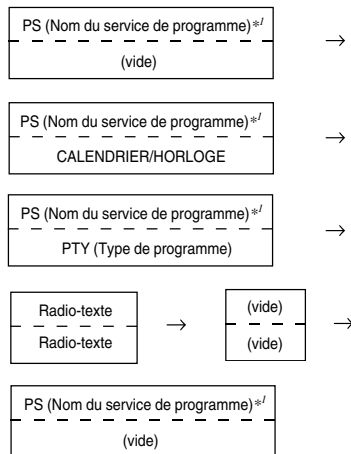 PS (Nom du service de programme)*1 →
(vide)
PS (Nom du service de programme)*1 →
CALENDRIER/HORLOGE
PS (Nom du service de programme)*1 →
PTY (Type de programme)
Radio-texte
Radio-texte
→
(vide)
(vide)
→
PS (Nom du service de programme)*1
(vide)